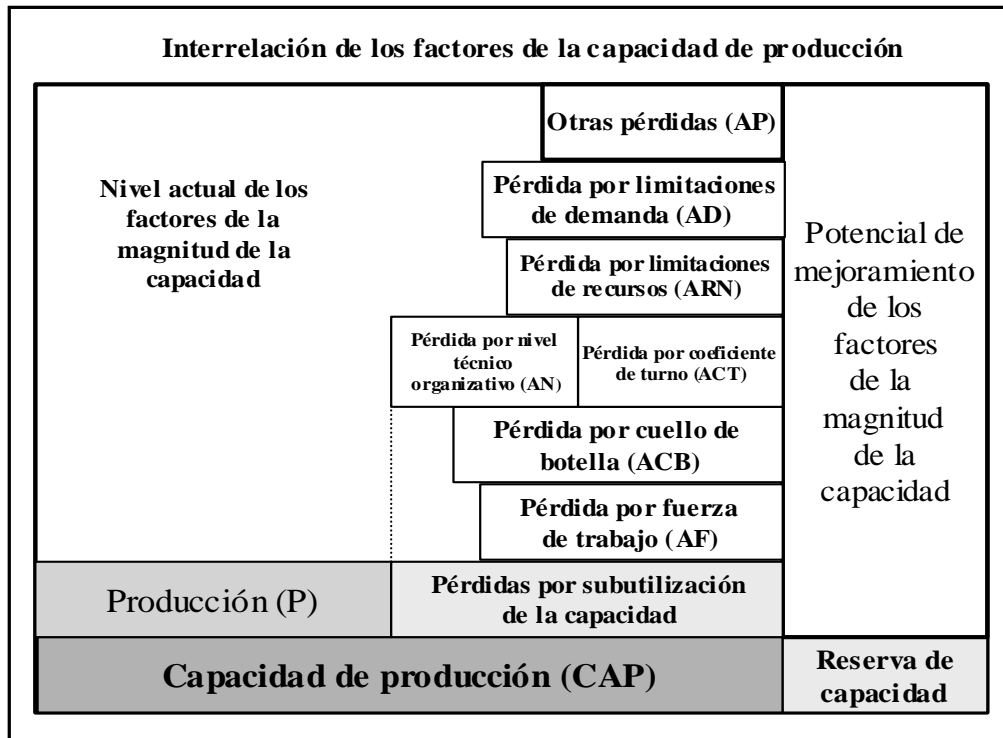 Interrelación de los factores de la capacidad de producción
Otras pérdidas (AP)
Nivel actual de los
factores de la
magnitud de la
capacidad
Pérdida por limitaciones
de demanda (AD)
Pérdida por limitaciones
de recursos (ARN)
Pérdida por nivel
técnico
organizativo (AN)
Pérdida por coeficiente
de turno (ACT)
Pérdida por cuello de
botella (ACB)
Pérdida por fuerza
de trabajo (AF)
Potencial de
mejoramiento
de los
factores
de la
magnitud
de la
capacidad
Producción (P)
Pérdidas por subutilización
de la capacidad
Capacidad de producción (CAP)
Reserva de
capacidad